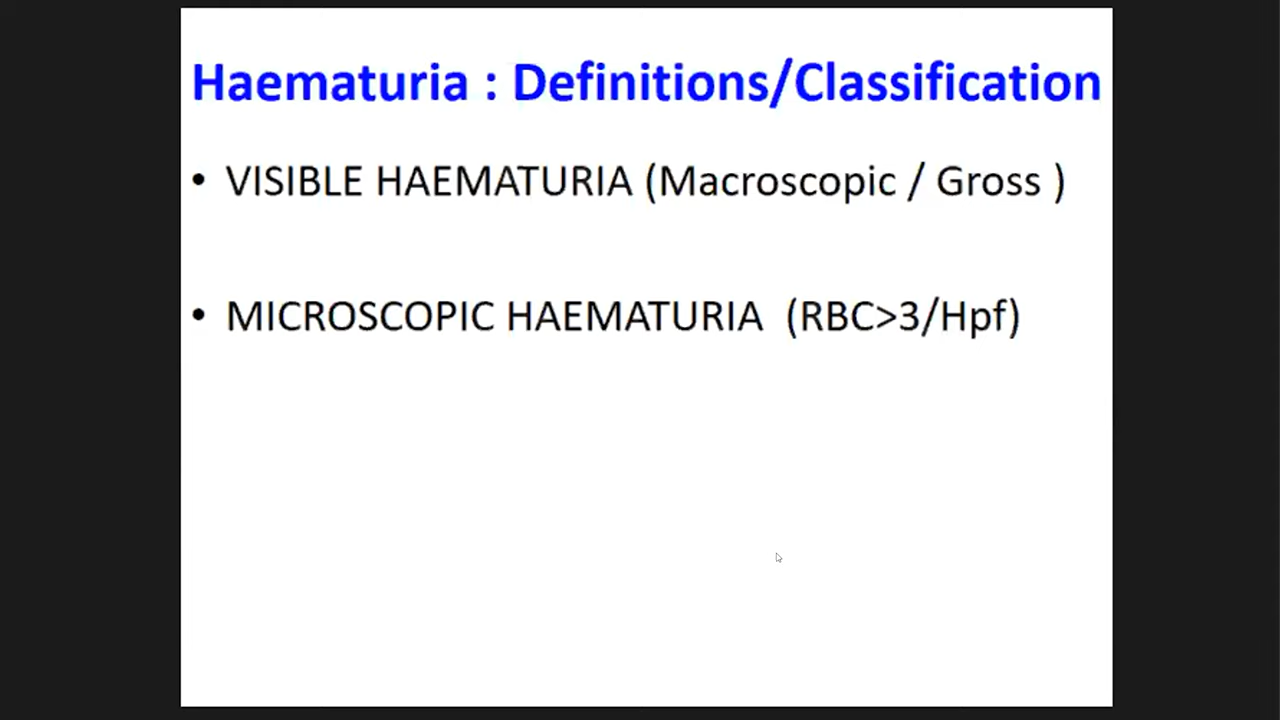 Haematuria : Definitions/Classification
• VISIBLE HAEMATURIA (Macroscopic / Gross )
• MICROSCOPIC HAEMATURIA  (RBC>3/Hpf)